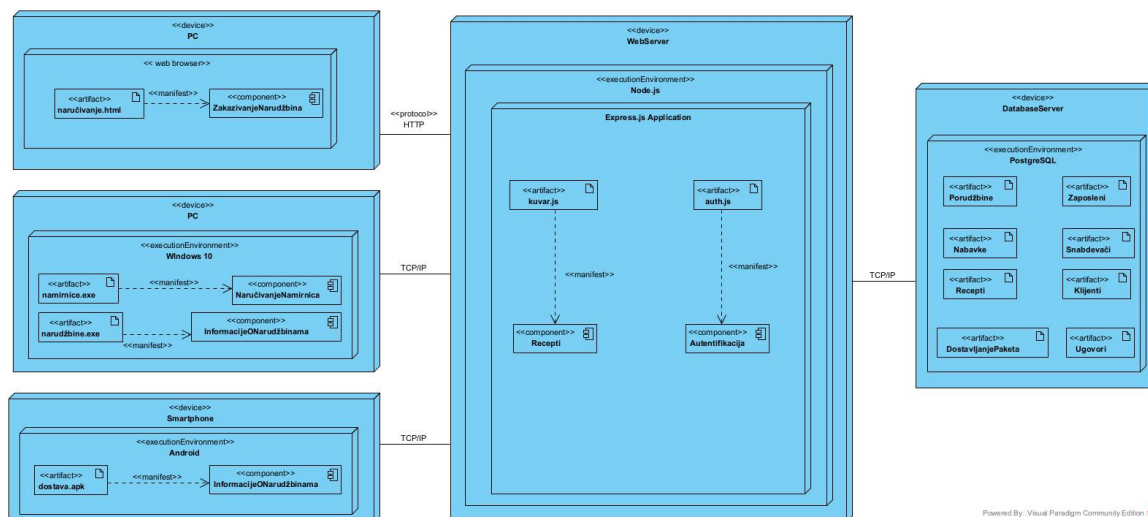 <<device>>
PC
<< web browser>>
<<artifact>>
naručivanje.html
<<manifest>>
<<component>>
ZakazivanjeNarudžbina
<<protocol>>
HTTP
<<device>>
PC
<<executionEnvironment>>
WIndows 10
<<artifact>>
namirnice.exe
<<manifest>>
<<component>>
NaručivanjeNamirnica
<<artifact>>
narudžbine.exe
<<manifest>>
<<component>>
InformacijeONarudžbinama
TCP/IP
<<device>>
Smartphone
<<executionEnvironment>>
Android
<<artifact>>
dostava.apk
<<manifest>>
<<component>>
InformacijeONarudžbinama
TCP/IP
<<device>>
WebServer
<<executionEnvironment>>
Node.js
Express.js Application
<<artifact>>
kuvar.js
<<artifact>>
auth.js
<<manifest>>
<<manifest>>
<<component>>
Recepti
<<component>>
Autentifikacija
TCP/IP
<<device>>
DatabaseServer
<<executionEnvironment>>
PostgreSQL
<<artifact>>
Porudžbine
<<artifact>>
Zaposleni
<<artifact>>
Nabavke
<<artifact>>
Snabdevači
<<artifact>>
Recepti
<<artifact>>
Klijenti
<<artifact>>
DostavljanjePaketa
<<artifact>>
Ugovori
Powered By: Visual Paradigm Community Edition